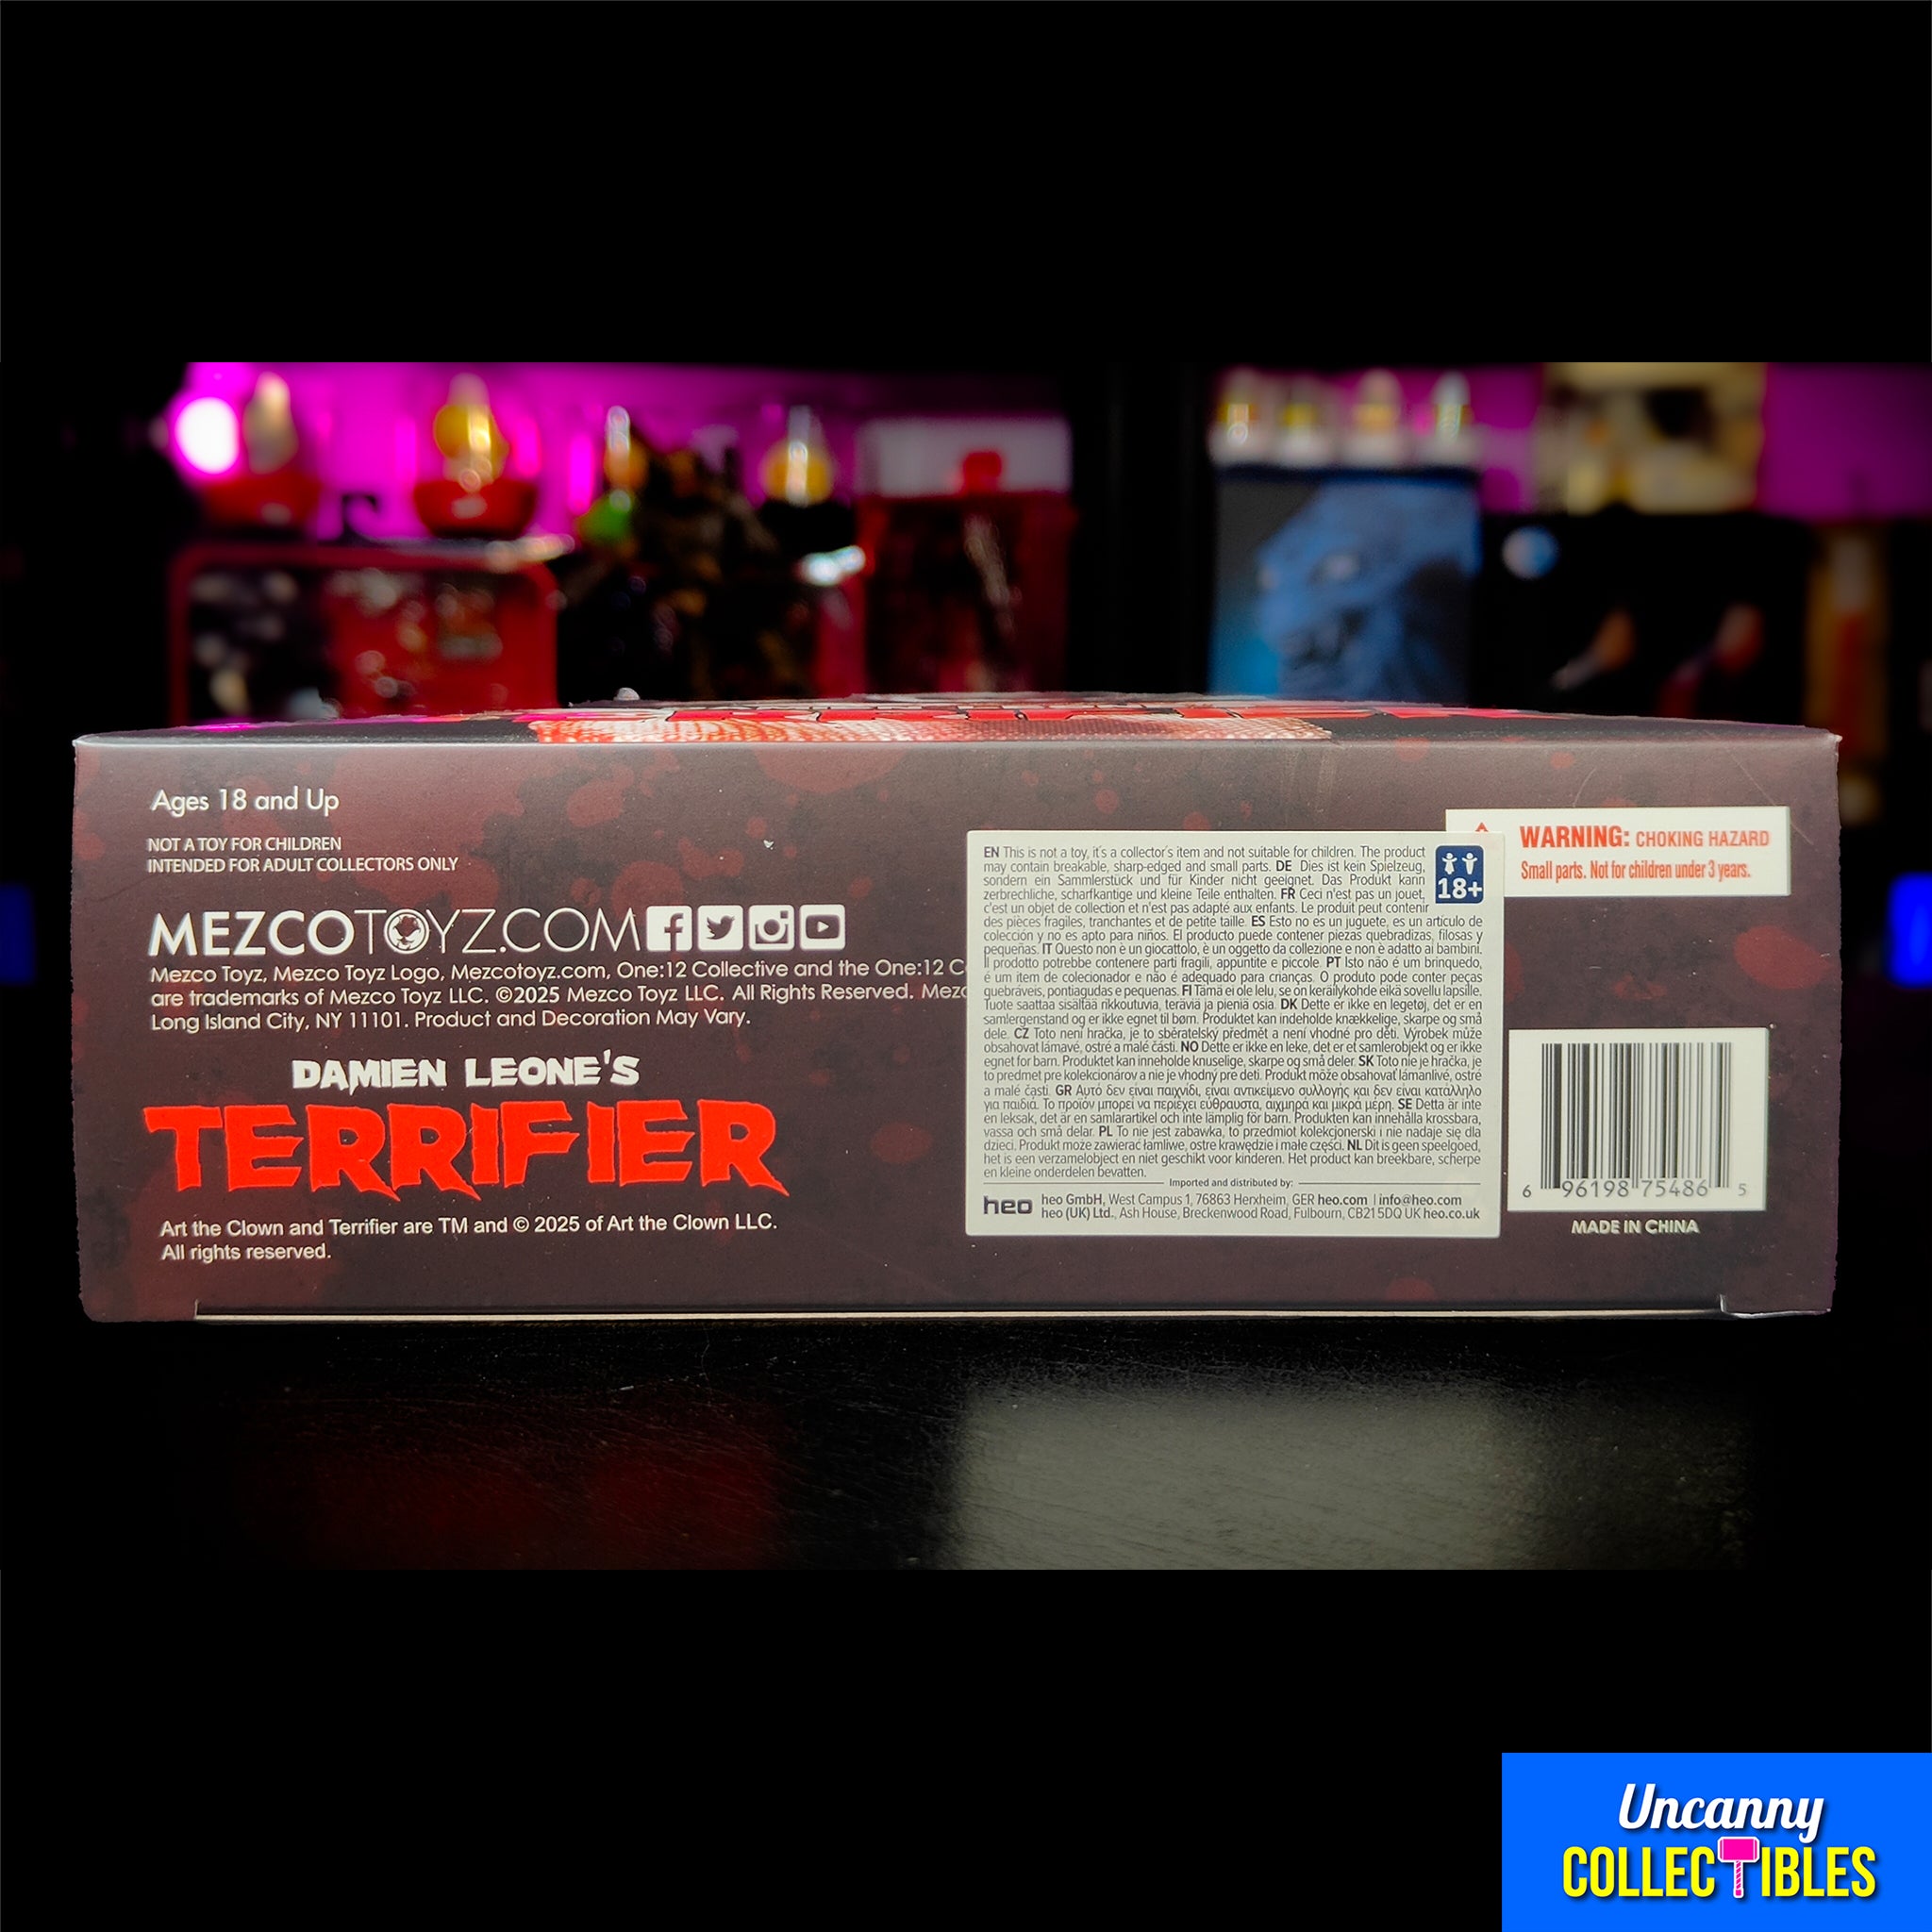 Ages 18 and Up
NOT A TOY FOR CHILDREN
INTENDED FOR ADULT COLLECTORS ONLY
MEZCOTOYZ.COM
Mezco Toyz, Mezco Toyz Logo, Mezcotoyz.com, One:12 Collective and the One:12 C
are trademarks of Mezco Toyz LLC. ©2025 Mezco Toyz LLC. All Rights Reserved. Mezc
Long Island City, NY 11101. Product and Decoration May Vary.
DAMIEN LEONE'S
TERRIFIER
Art the Clown and Terrifier are TM and © 2025 of Art the Clown LLC.
All rights reserved.
EN This is not a toy, it's a collector's item and not suitable for children. The product
may contain breakable, sharp-edged and small parts. DE Dies ist kein Spielzeug,
sondern ein Sammlerstück und für Kinder nicht geeignet. Das Produkt kann
zerbrechliche, scharfkantige und kleine Teile enthalten. FR Ceci n'est pas un jouet,
c'est un objet de collection et n'est pas adapté aux enfants. Le produit peut contenir
des pièces fragiles, tranchantes et de petite taille. ES Esto no es un juguete, es un artículo de
colección y no es apto para niños. El producto puede contener piezas quebradizas, filosas y
pequeñas. IT Questo non è un giocattolo, è un oggetto da collezione e non è adatto ai bambini.
Il prodotto potrebbe contenere parti fragili, appuntite e piccole. PT Isto não é um brinquedo,
é um item de colecionador e não é adequado para crianças. O produto pode conter peças
quebráveis, pontiagudas e pequenas. FI Tämä ei ole lelu, se on keräilykohde eikä sovellu lapsille.
Tuote saattaa sisältää rikkoutuvia, teräviä ja pieniä osia. DK Dette er ikke en legetøj, det er en
samlergenstand og er ikke egnet til børn. Produktet kan indeholde knækkelige, skarpe og små
dele. CZ Toto není hračka, je to sběratelský předmět a není vhodné pro děti. Výrobek může
obsahovat lámavé, ostré a malé části. NO Dette er ikke en leke, det er et samlerobjekt og er ikke
egnet for barn. Produktet kan inneholde knuselige, skarpe og små deler. SK Toto nie je hračka, je
to predmet pre kolekcionárov a nie je vhodný pre deti. Produkt môže obsahovať lámanlivé, ostré
a malé časti. GR Αυτό δεν είναι παιχνίδι, είναι αντικείμενο συλλογής και δεν είναι κατάλληλο
για παιδιά. Το προϊόν μπορεί να περιέχει εύθραυστα, αιχμηρά και μικρά μέρη. SE Detta är inte
en leksak, det är en samlarartikel och inte lämplig för barn. Produkten kan innehålla krossbara,
vassa och små delar. PL To nie jest zabawka, to przedmiot kolekcjonerski i nie nadaje się dla
dzieci. Produkt może zawierać łamliwe, ostre krawędzie i małe części. NL Dit is geen speelgoed,
het is een verzamelobject en niet geschikt voor kinderen. Het product kan breekbare, scherpe
en kleine onderdelen bevatten.
Imported and distributed by:
heo
heo GmbH, West Campus 1, 76863 Herxheim, GER heo.com | info@heo.com
heo (UK) Ltd., Ash House, Breckenwood Road, Fulbourn, CB21 5DQ UK heo.co.uk
18+
WARNING: CHOKING HAZARD
Small parts. Not for children under 3 years.
6 96198 75486 5
MADE IN CHINA
Uncanny
COLLECTIBLES